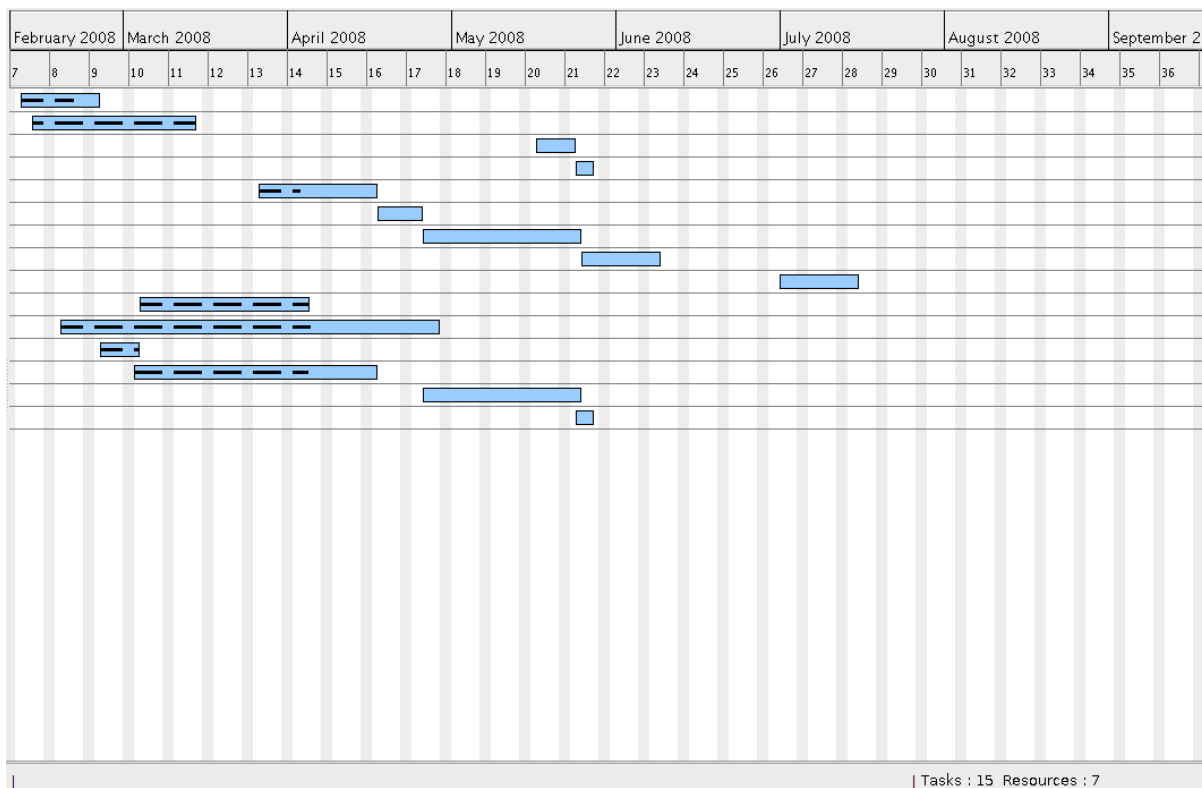 February 2008 March 2008 April 2008 May 2008 June 2008 July 2008 August 2008 September 2
7 8 9 10 11 12 13 14 15 16 17 18 19 20 21 22 23 24 25 26 27 28 29 30 31 32 33 34 35 36
Tasks : 15 Resources : 7